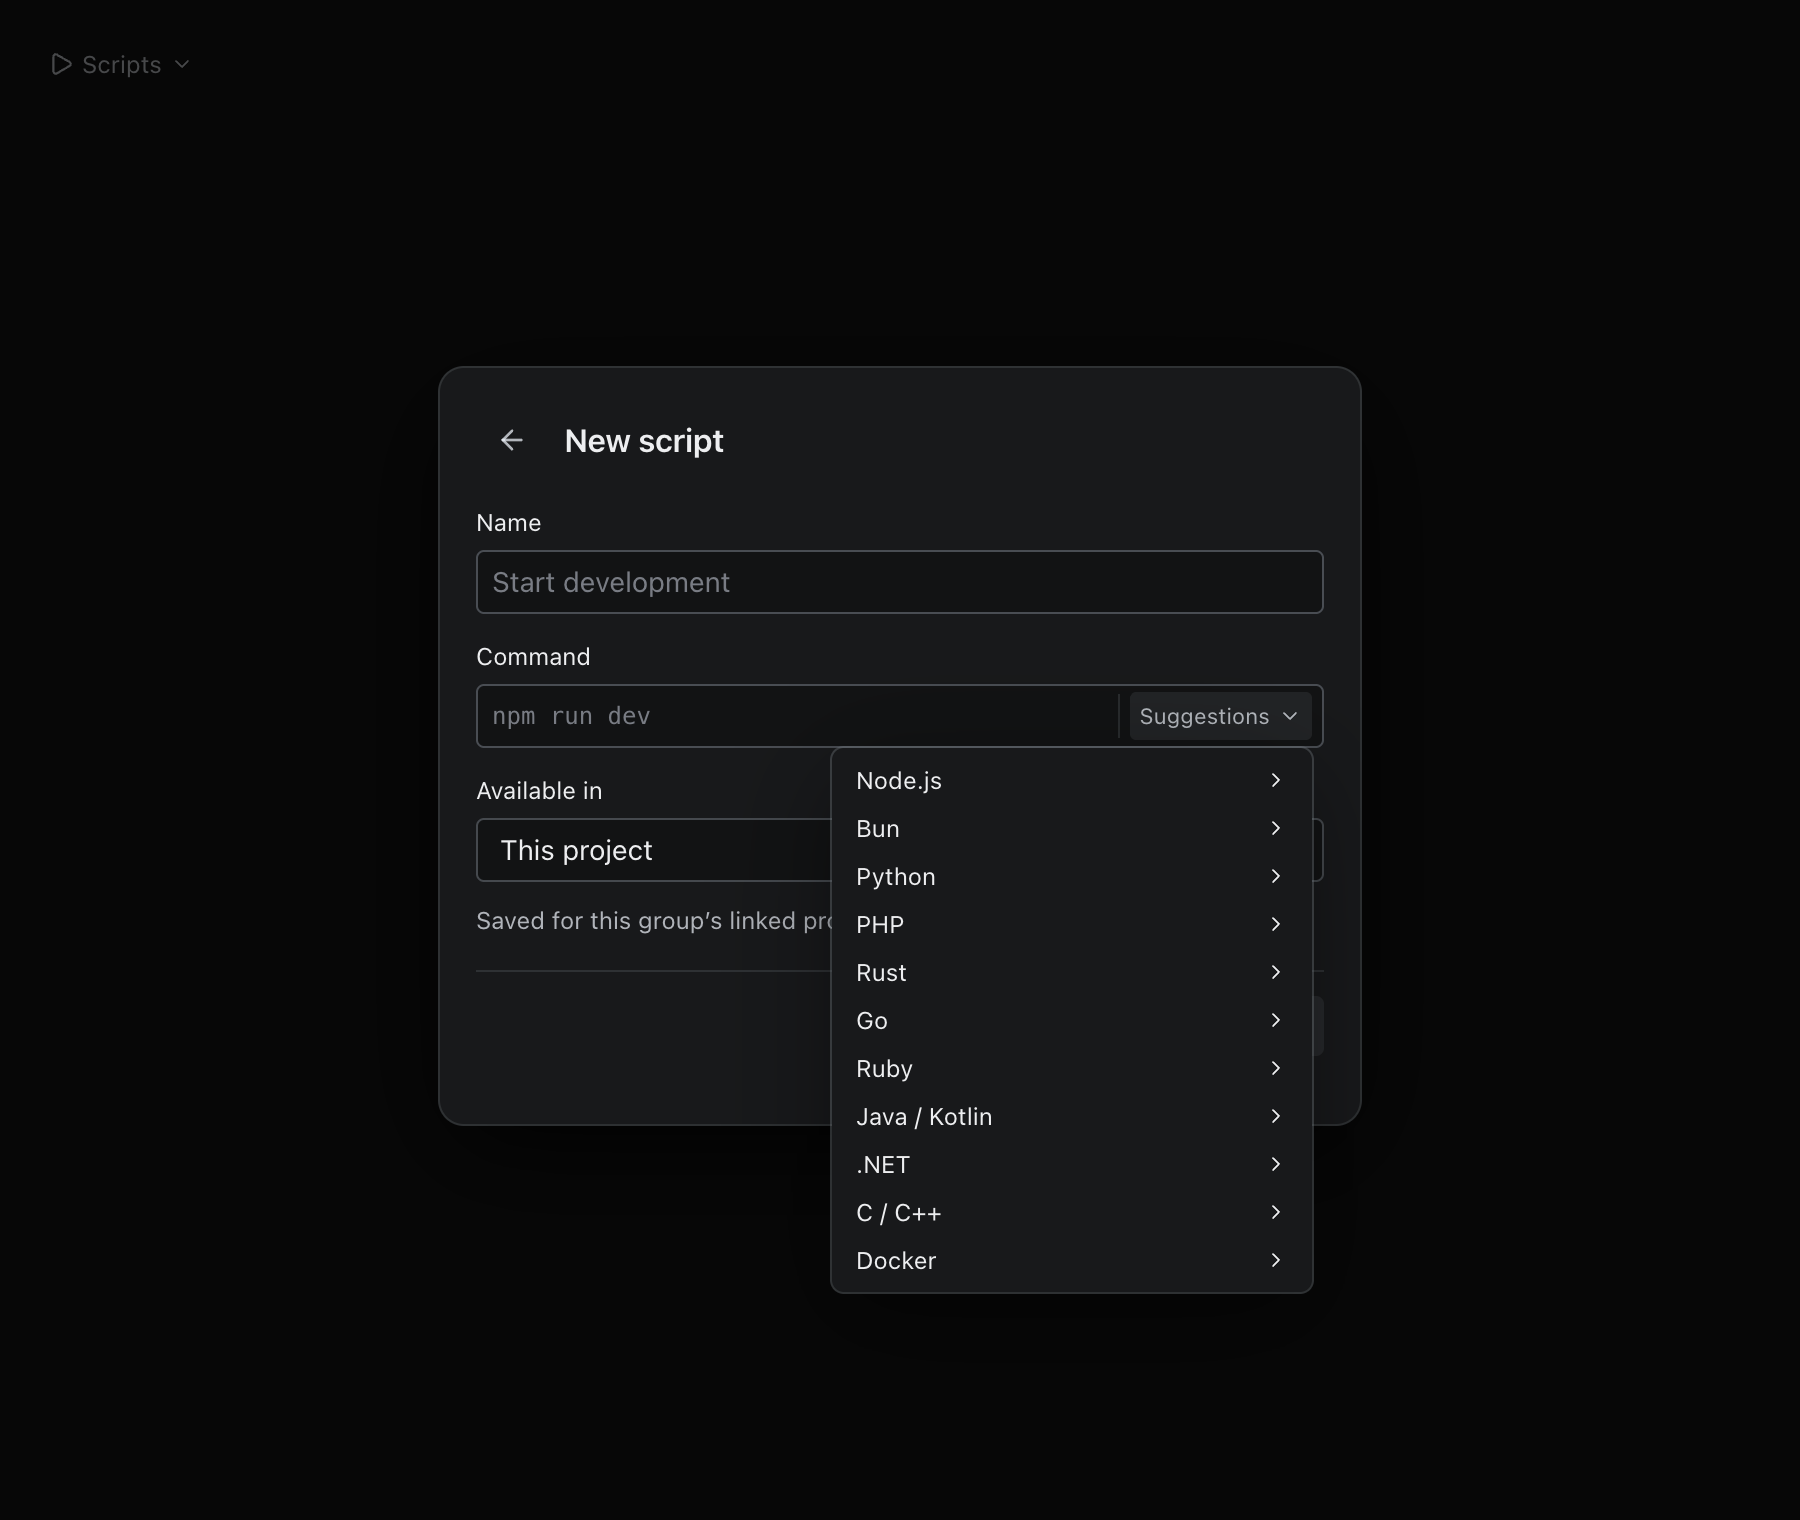 Scripts
New script
Name
Start development
Command
npm run dev
Suggestions
Available in
This project
Saved for this group’s linked
Node.js
Bun
Python
PHP
Rust
Go
Ruby
Java / Kotlin
.NET
C / C++
Docker